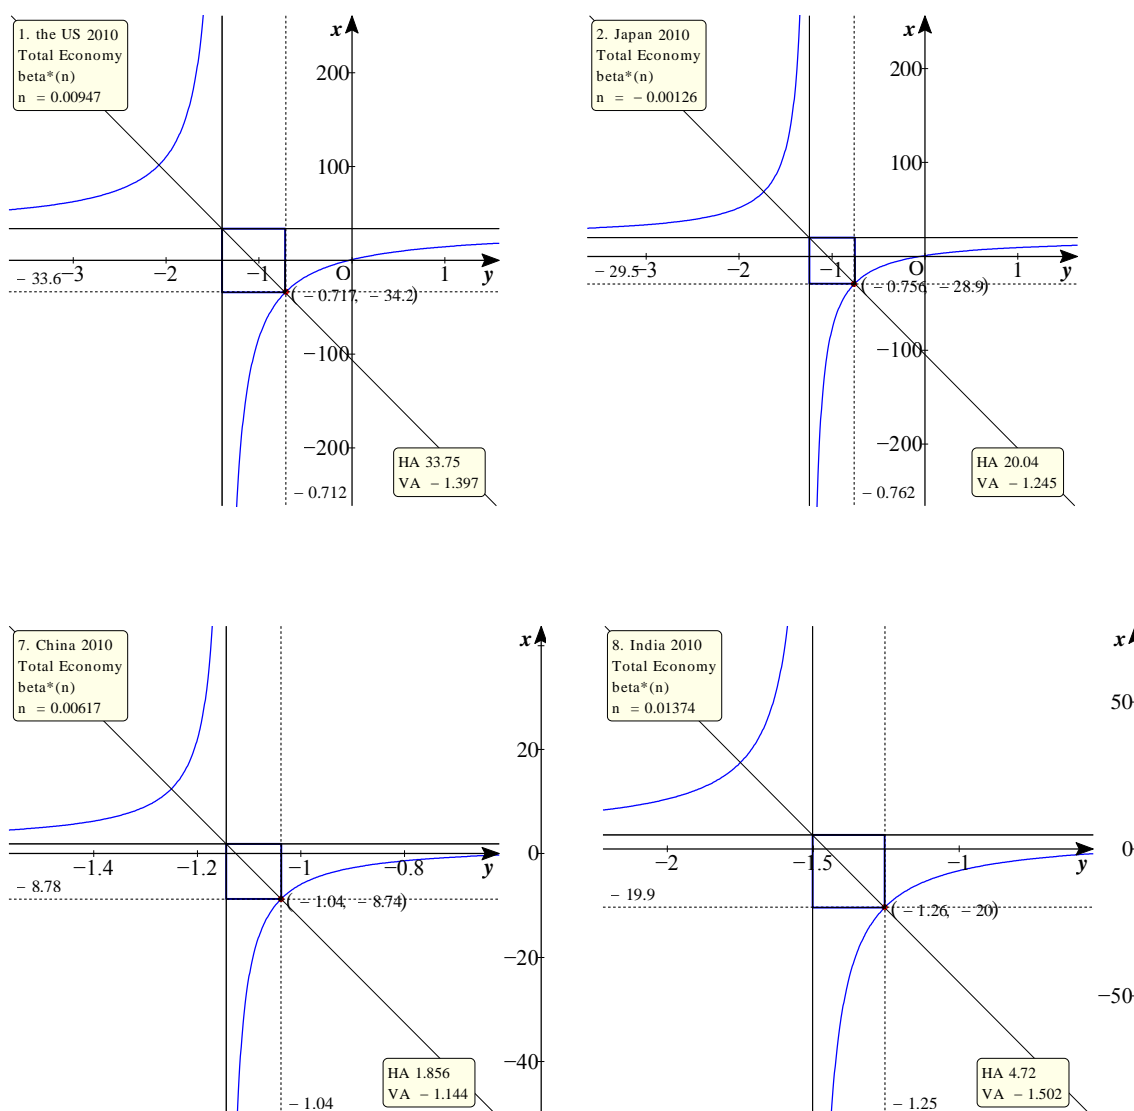 1. the US 2010
Total Economy
beta*(n)
n = 0.00947
x
200
100
−3 −2 −1 O 1 y
− 33.6
( − 0.717, − 34.2)
−100
−200
HA 33.75
VA − 1.397
− 0.712
2. Japan 2010
Total Economy
beta*(n)
n = − 0.00126
x
200
100
−3 −2 −1 O 1 y
− 29.5
( − 0.756, − 28.9)
−100
−200
HA 20.04
VA − 1.245
− 0.762
7. China 2010
Total Economy
beta*(n)
n = 0.00617
x
20
0
−1.4 −1.2 −1 −0.8 y
− 8.78
( − 1.04, − 8.74)
−20
−40
HA 1.856
VA − 1.144
− 1.04
8. India 2010
Total Economy
beta*(n)
n = 0.01374
x
50
0
−2 −1.5 −1 y
− 19.9
( − 1.26, − 20)
−50
HA 4.72
VA − 1.502
− 1.25